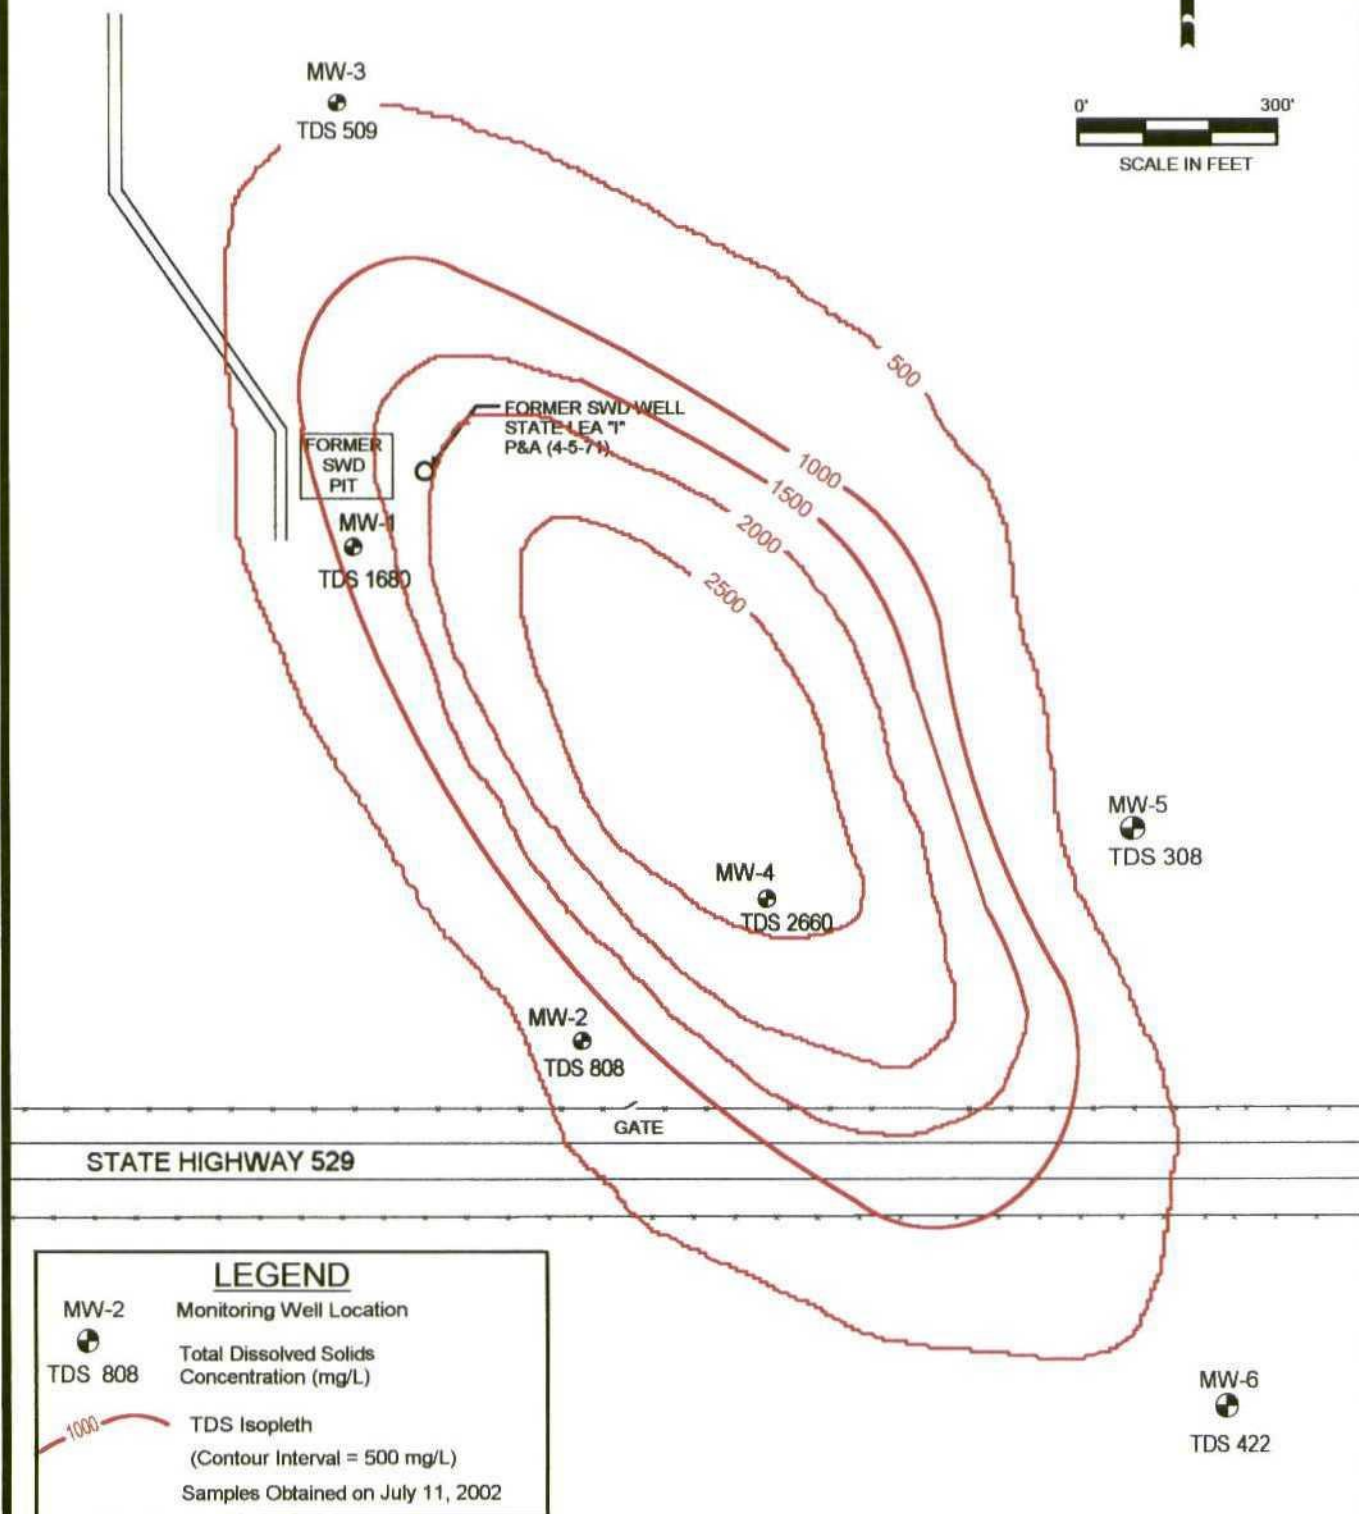 MW-3
TDS 509
0' 300'
SCALE IN FEET
500
FORMER SWD WELL
STATE LEA "I"
P&A (4-5-71)
FORMER
SWD
PIT
1000
1500
2000
2500
MW-1
TDS 1680
MW-5
TDS 308
MW-4
TDS 2660
MW-2
TDS 808
GATE
STATE HIGHWAY 529
LEGEND
MW-2 Monitoring Well Location
TDS 808 Total Dissolved Solids
Concentration (mg/L)
1000 TDS Isopleth
(Contour Interval = 500 mg/L)
Samples Obtained on July 11, 2002
MW-6
TDS 422